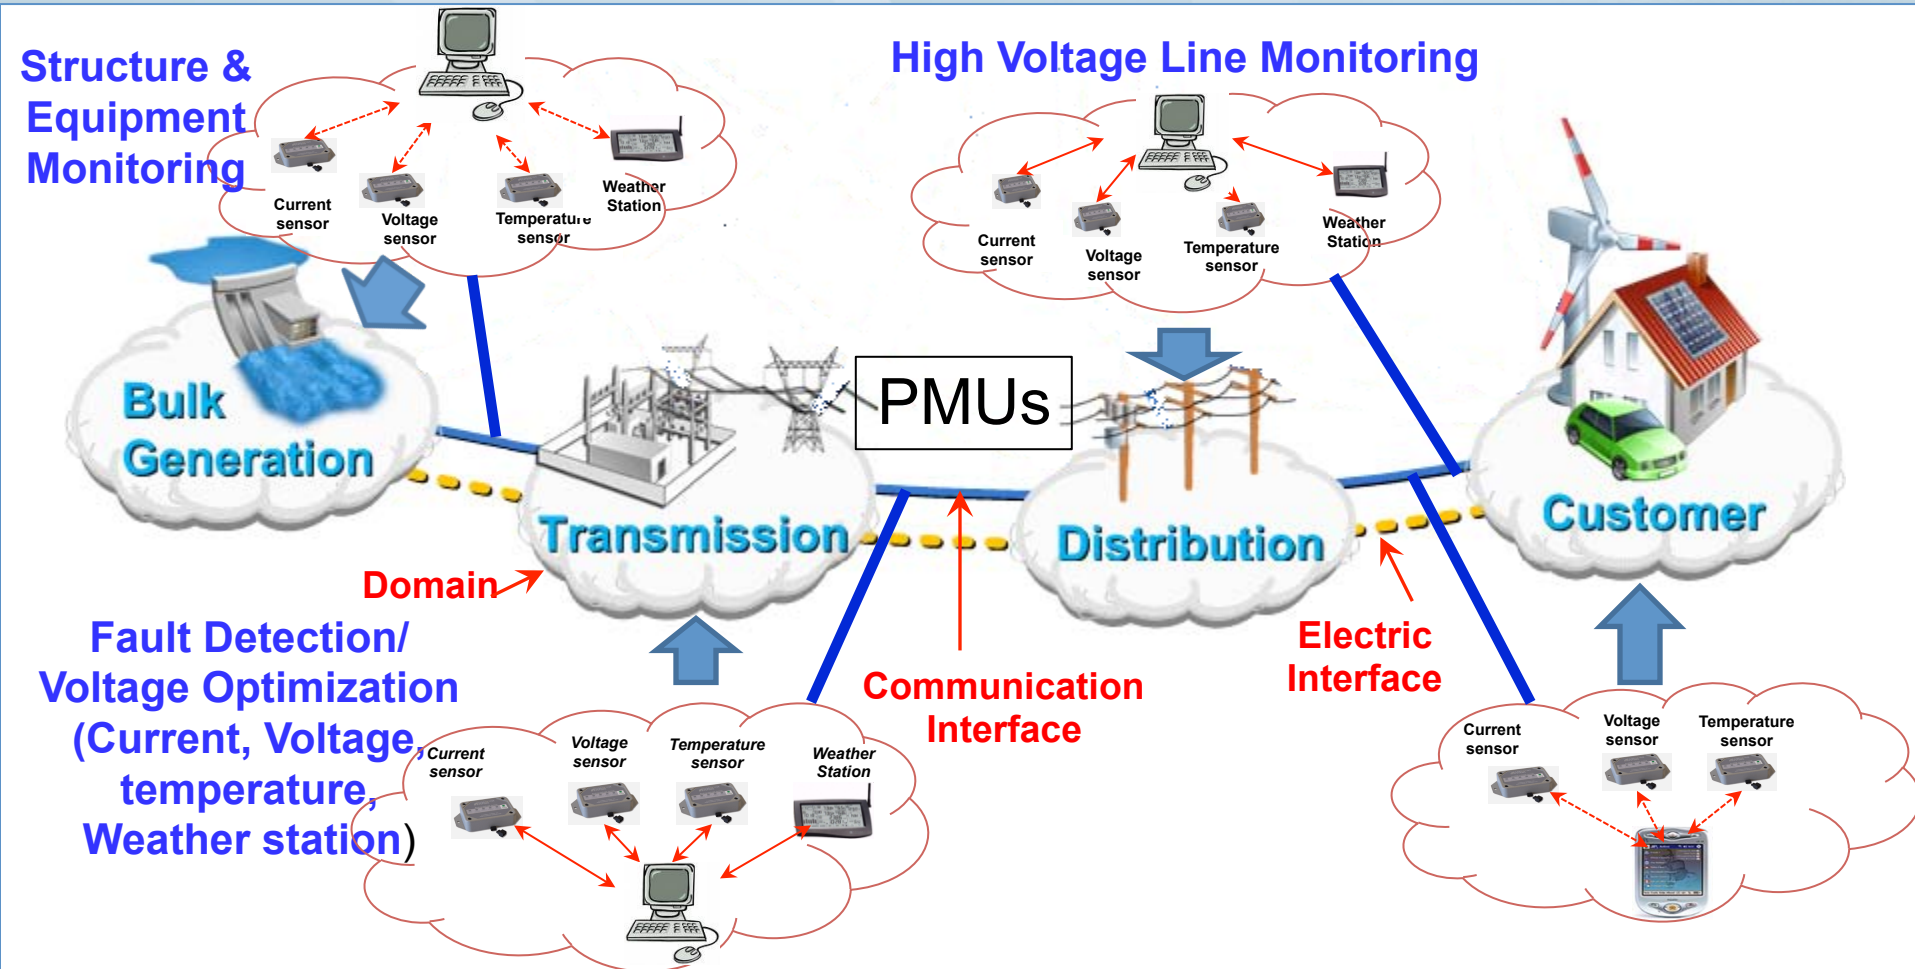 Structure &
Equipment
Monitoring
Current
sensor
Voltage
sensor
Temperature
sensor
Weather
Station
High Voltage Line Monitoring
Current
sensor
Voltage
sensor
Temperature
sensor
Weather
Station
Bulk
Generation
PMUs
Transmission
Distribution
Customer
Domain
Communication
Interface
Electric
Interface
Fault Detection/
Voltage Optimization
(Current, Voltage,
temperature,
Weather station)
Current
sensor
Voltage
sensor
Temperature
sensor
Weather
Station
Current
sensor
Voltage
sensor
Temperature
sensor